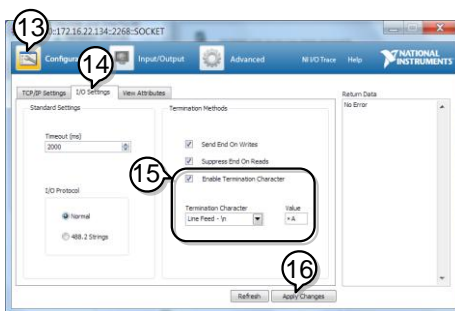 13
0::172.16.22.134::2268::SOCKET
14
Configura
Input/Output
Advanced
NI I/O Trace
Help
NATIONAL INSTRUMENTS
TCP/IP Settings
I/O Settings
View Attributes
Return Data
No Error
Standard Settings
Termination Methods
Timeout (ms)
2000
Send End On Writes
Suppress End On Reads
15
Enable Termination Character
I/O Protocol
Termination Character
Value
Line Feed - \n
xA
Normal
488.2 Strings
16
Refresh
Apply Changes